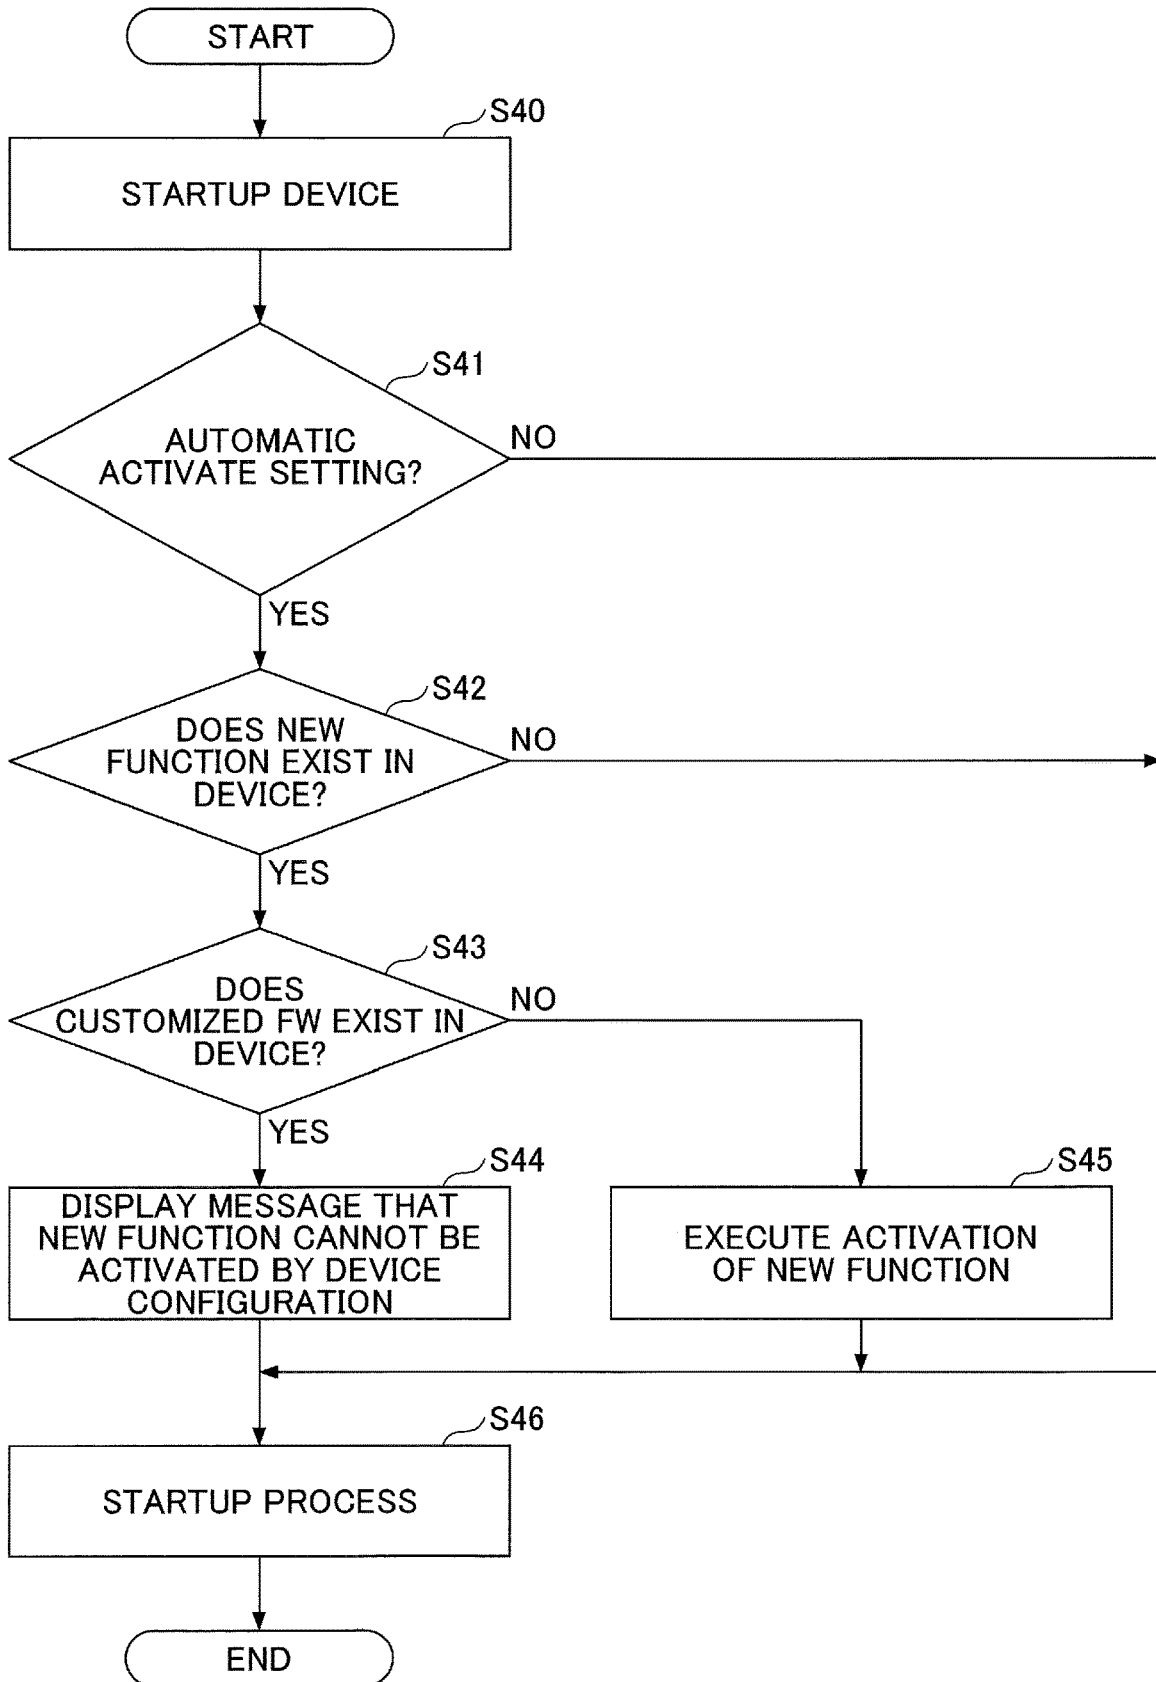 START
S40
STARTUP DEVICE
S41
AUTOMATIC
ACTIVATE SETTING?
NO
YES
S42
DOES NEW
FUNCTION EXIST IN
DEVICE?
NO
YES
S43
DOES
CUSTOMIZED FW EXIST IN
DEVICE?
NO
YES
S44
DISPLAY MESSAGE THAT
NEW FUNCTION CANNOT BE
ACTIVATED BY DEVICE
CONFIGURATION
S45
EXECUTE ACTIVATION
OF NEW FUNCTION
S46
STARTUP PROCESS
END